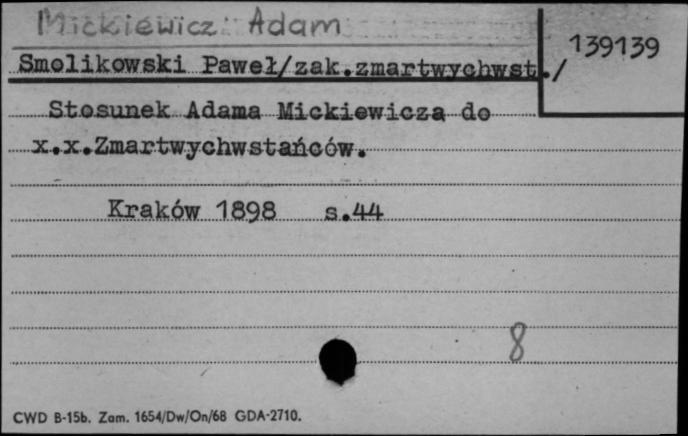 Mickiewicz Adam
139139
Smolikowski Paweł/zak.zmartwychwst./
Stosunek Adama Mickiewicza do
x.x.Zmartwychwstańców.
Kraków 1898 s.44
8
CWD B-15b. Zam. 1654/Dw/On/68 GDA-2710.